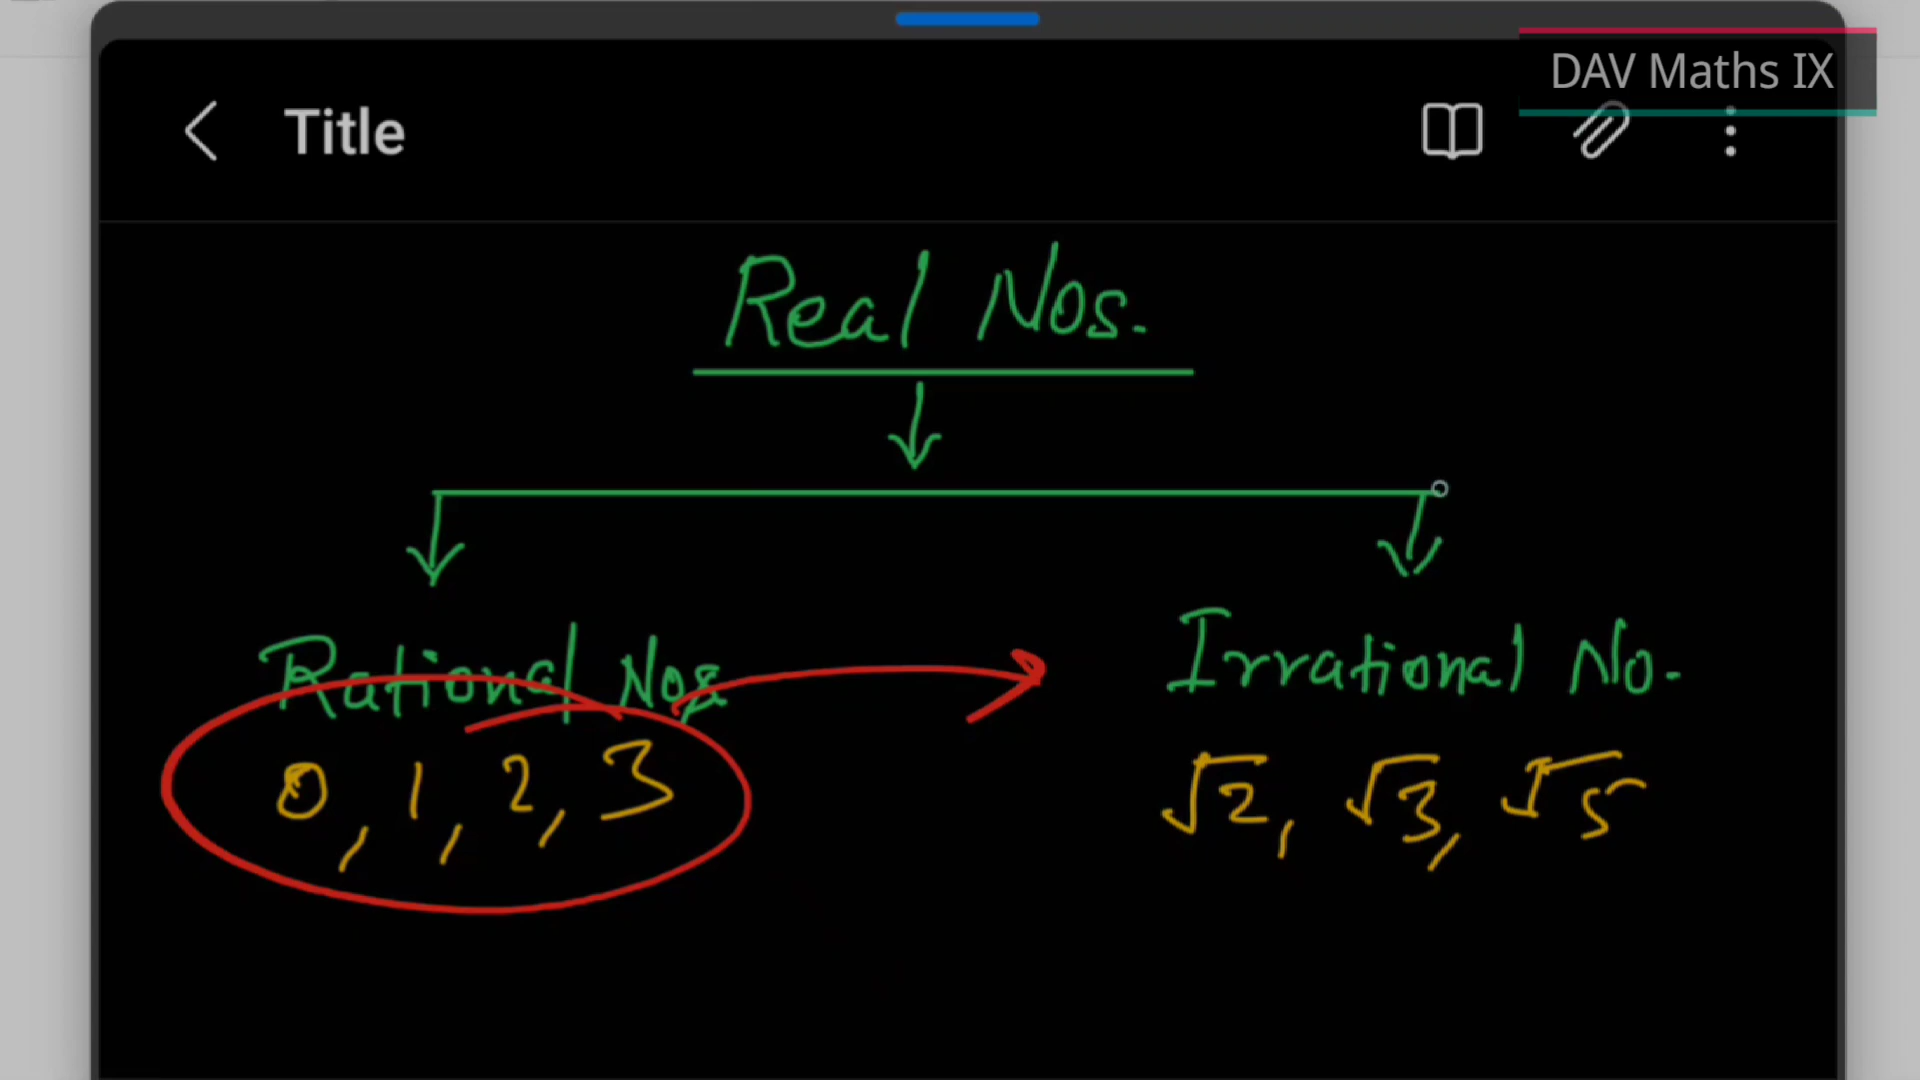 DAV Maths IX
Title
Real Nos.
Rational Nos. Irrational No.
0, 1, 2, 3 √2, √3, √5